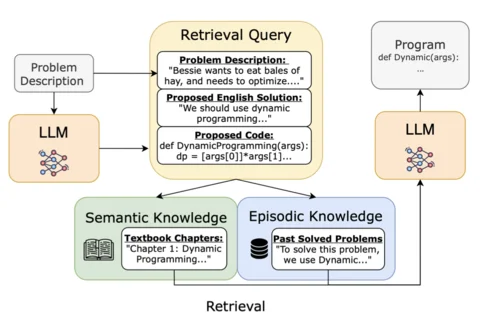 Problem
Description
LLM
Retrieval Query
Problem Description:
"Bessie wants to eat bales of
hay, and needs to optimize...."
Proposed English Solution:
"We should use dynamic
programming..."
Proposed Code:
def DynamicProgramming(args):
dp = [args[0]]*args[1]...
Semantic Knowledge
Textbook Chapters:
"Chapter 1: Dynamic
Programming..."
Episodic Knowledge
Past Solved Problems
"To solve this problem,
we use Dynamic..."
Retrieval
LLM
Program
def Dynamic(args):
...